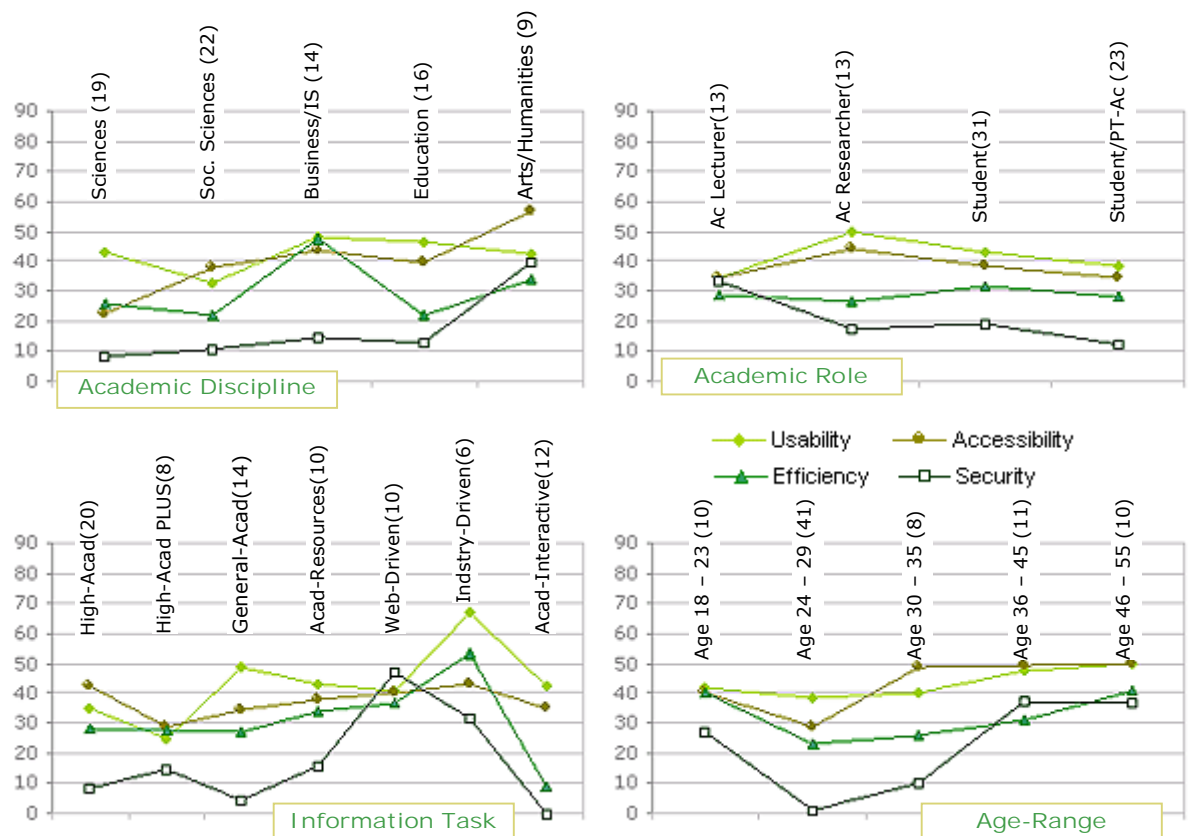 Sciences (19)
Soc. Sciences (22)
Business/IS (14)
Education (16)
Arts/Humanities (9)
90
80
70
60
50
40
30
20
10
0
Academic Discipline
Ac Lecturer(13)
Ac Researcher(13)
Student(31)
Student/PT-Ac (23)
90
80
70
60
50
40
30
20
10
0
Academic Role
Usability
Accessibility
Efficiency
Security
High-Acad(20)
High-Acad PLUS(8)
General-Acad(14)
Acad-Resources(10)
Web-Driven(10)
Indstry-Driven(6)
Acad-Interactive(12)
90
80
70
60
50
40
30
20
10
0
Information Task
Age 18 – 23 (10)
Age 24 – 29 (41)
Age 30 – 35 (8)
Age 36 – 45 (11)
Age 46 – 55 (10)
90
80
70
60
50
40
30
20
10
0
Age-Range